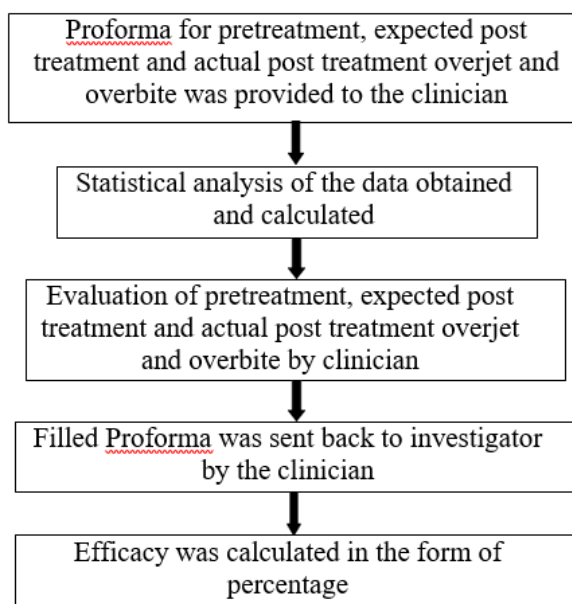 Proforma for pretreatment, expected post
treatment and actual post treatment overjet and
overbite was provided to the clinician
Statistical analysis of the data obtained
and calculated
Evaluation of pretreatment, expected post
treatment and actual post treatment overjet
and overbite by clinician
Filled Proforma was sent back to investigator
by the clinician
Efficacy was calculated in the form of
percentage